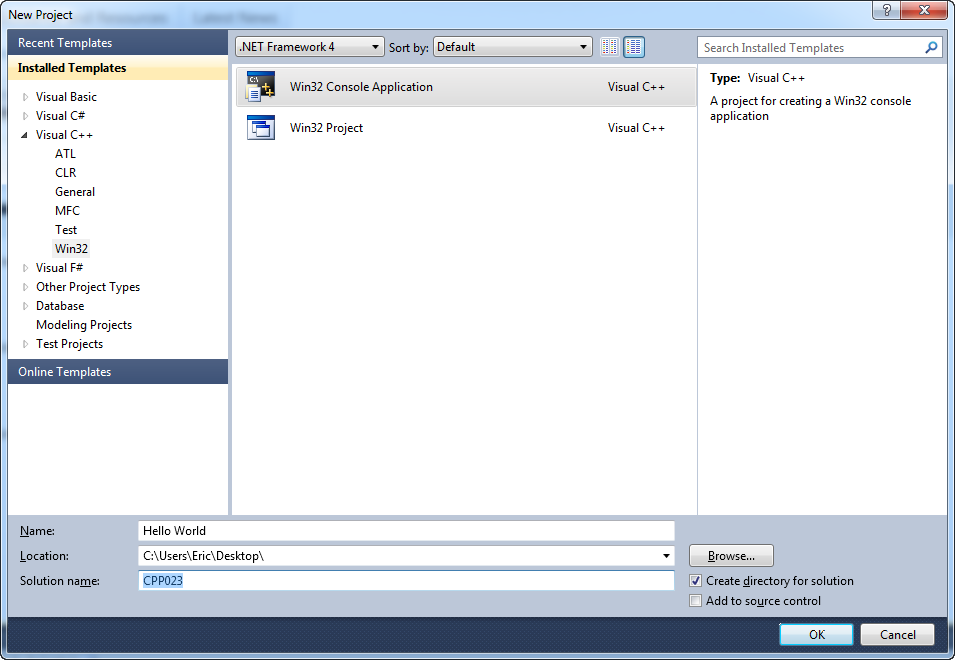 New Project
Recent Templates
.NET Framework 4 Sort by: Default
Search Installed Templates
Installed Templates
Visual Basic
Visual C#
Visual C++
ATL
CLR
General
MFC
Test
Win32
Visual F#
Other Project Types
Database
Modeling Projects
Test Projects
Online Templates
Win32 Console Application Visual C++
Win32 Project Visual C++
Type: Visual C++
A project for creating a Win32 console
application
Name: Hello World
Location: C:\Users\Eric\Desktop\ Browse...
Solution name: CPP023
Create directory for solution
Add to source control
OK Cancel